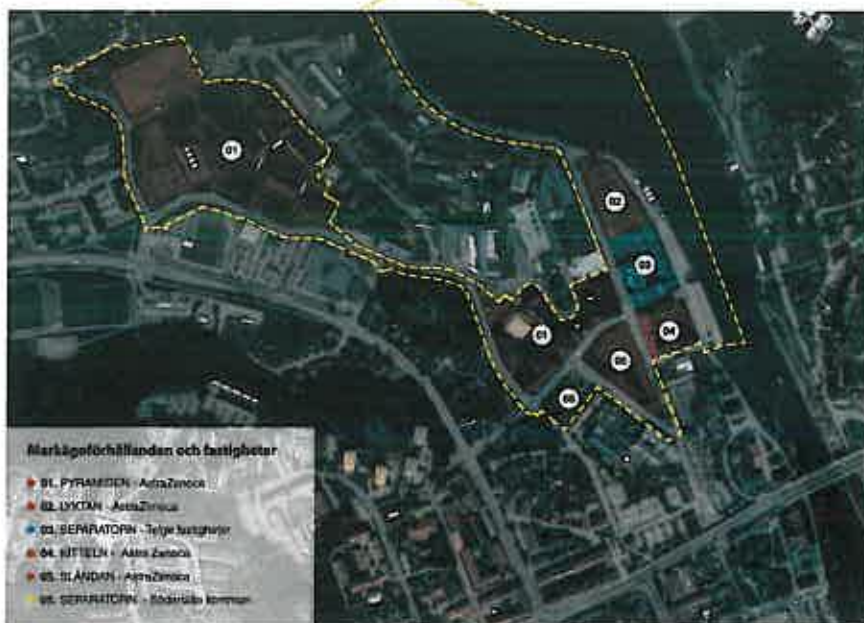 01
02
03
01
04
05
06
Markägoförhållanden och fastigheter
01. PYRAMIDEN - AstraZeneca
02. LYKTAN - AstraZeneca
03. SEPARATORN - Telge fastigheter
04. KITTELN - Astra Zeneca
05. SLÄNDAN - AstraZeneca
06. SEPARATORN - Södertälje kommun